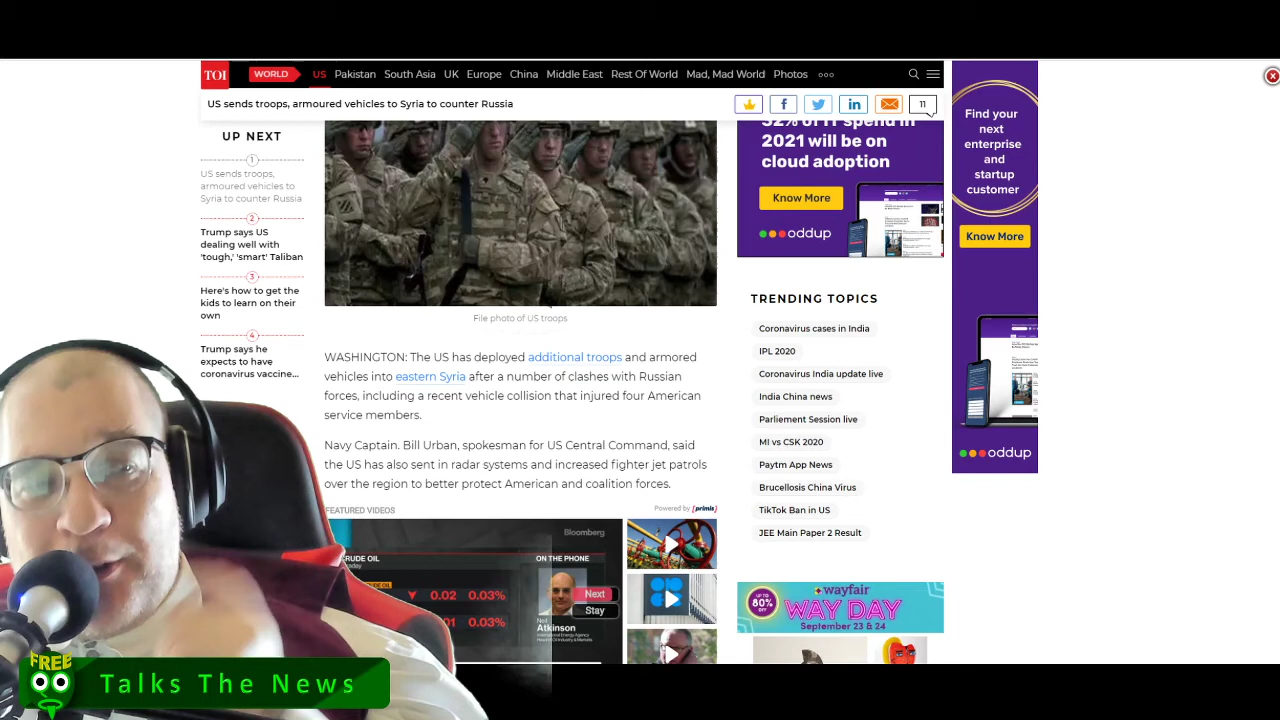 TOI
WORLD
US
Pakistan
South Asia
UK
Europe
China
Middle East
Rest Of World
Mad, Mad World
Photos
US sends troops, armoured vehicles to Syria to counter Russia
11
UP NEXT
1
US sends troops,
armoured vehicles to
Syria to counter Russia
2
Trump says US
dealing well with
'tough,' 'smart' Taliban
3
Here's how to get the
kids to learn on their
own
4
Trump says he
expects to have
coronavirus vaccine...
File photo of US troops
WASHINGTON: The US has deployed additional troops and armored
vehicles into eastern Syria after a number of clashes with Russian
forces, including a recent vehicle collision that injured four American
service members.
Navy Captain. Bill Urban, spokesman for US Central Command, said
the US has also sent in radar systems and increased fighter jet patrols
over the region to better protect American and coalition forces.
FEATURED VIDEOS
Powered by [primis]
Bloomberg
CRUDE OIL
ON THE PHONE
0.02 0.03%
0.03%
Next
Stay
Neil
Atkinson
2021 will be on
cloud adoption
Know More
oddup
TRENDING TOPICS
Coronavirus cases in India
IPL 2020
Coronavirus India update live
India China news
Parliement Session live
MI vs CSK 2020
Paytm App News
Brucellosis China Virus
TikTok Ban in US
JEE Main Paper 2 Result
UP TO
80%
OFF
wayfair
WAY DAY
September 23 & 24
Find your
next
enterprise
and
startup
customer
Know More
oddup
FREE
Talks The News